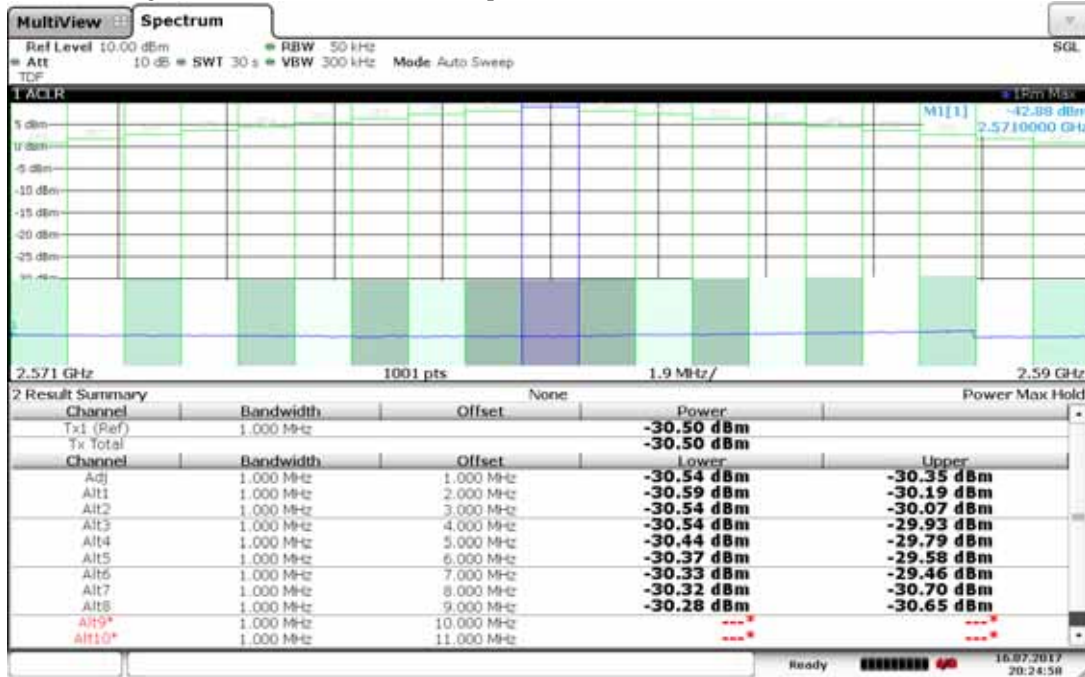 MultiView Spectrum
Ref Level 10.00 dBm RBW 50 kHz SGL
Att 10 dB SWT 30 s VBW 300 kHz Mode Auto Sweep
TDF
1 ACLR 1Rm Max
M1[1] -42.88 dBm
2.5710000 GHz
5 dBm
0 dBm
-5 dBm
-10 dBm
-15 dBm
-20 dBm
-25 dBm
-30 dBm
2.571 GHz 1001 pts 1.9 MHz/ 2.59 GHz
2 Result Summary None Power Max Hold
Channel Bandwidth Offset Power
Tx1 (Ref) 1.000 MHz -30.50 dBm
Tx Total -30.50 dBm
Channel Bandwidth Offset Lower Upper
Adj 1.000 MHz 1.000 MHz -30.54 dBm -30.35 dBm
Alt1 1.000 MHz 2.000 MHz -30.59 dBm -30.19 dBm
Alt2 1.000 MHz 3.000 MHz -30.54 dBm -30.07 dBm
Alt3 1.000 MHz 4.000 MHz -30.54 dBm -29.93 dBm
Alt4 1.000 MHz 5.000 MHz -30.44 dBm -29.79 dBm
Alt5 1.000 MHz 6.000 MHz -30.37 dBm -29.58 dBm
Alt6 1.000 MHz 7.000 MHz -30.33 dBm -29.46 dBm
Alt7 1.000 MHz 8.000 MHz -30.32 dBm -30.70 dBm
Alt8 1.000 MHz 9.000 MHz -30.28 dBm -30.65 dBm
Alt9* 1.000 MHz 10.000 MHz ---* ---*
Alt10* 1.000 MHz 11.000 MHz ---* ---*
Ready 16.07.2017
20:24:58